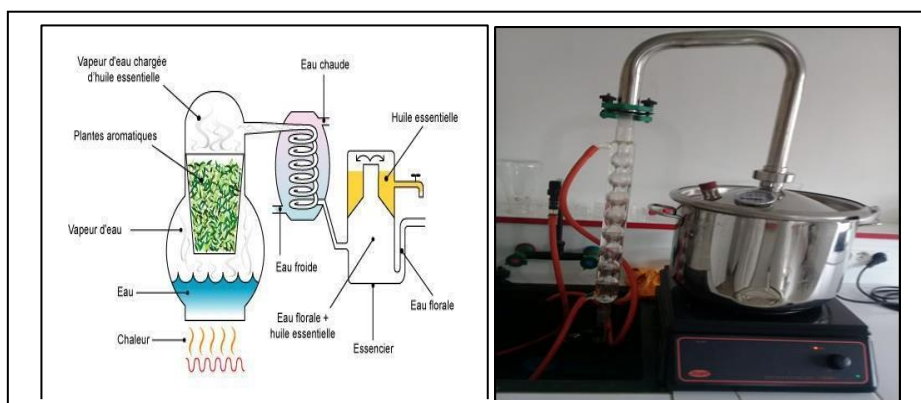 Vapeur d'eau chargée
d'huile essentielle
Eau chaude
Huile essentielle
Plantes aromatiques
Vapeur d'eau
Eau froide
Eau
Eau florale
Eau florale +
huile essentielle
Chaleur
Essencier